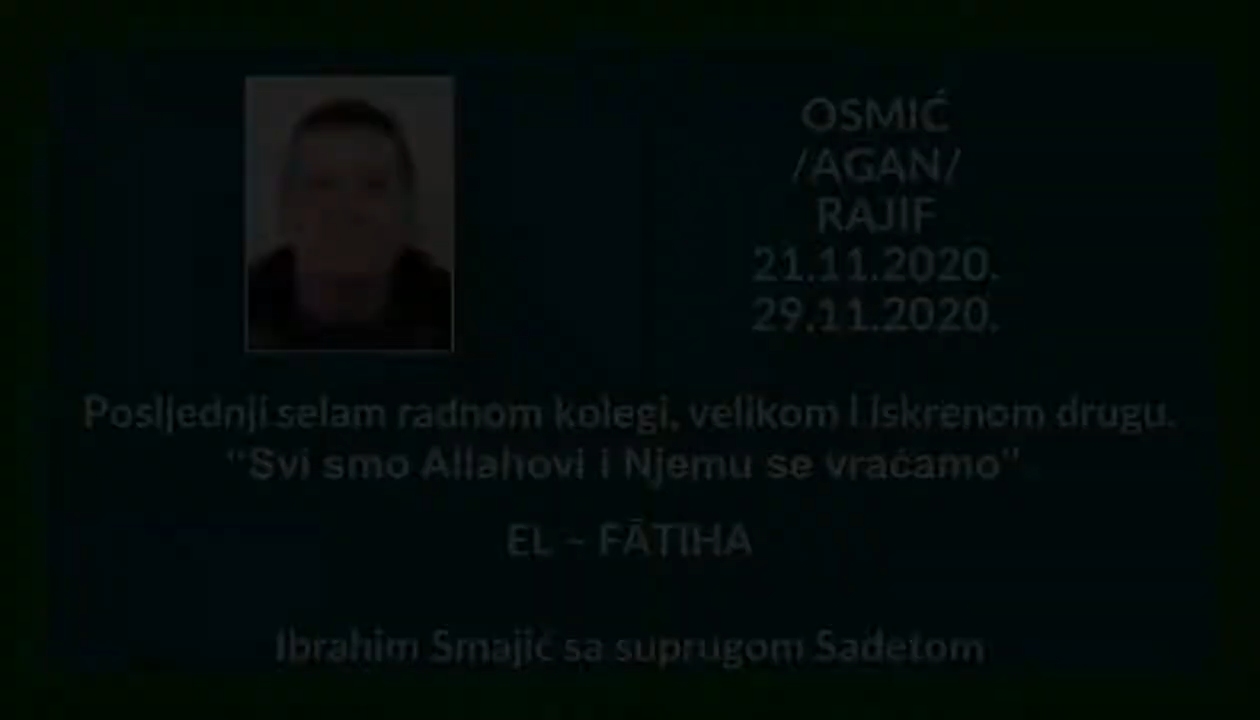 OSMIĆ
/AGAN/
RAJIF
21.11.2020.
29.11.2020.
Posljednji selam radnom kolegi, velikom i iskrenom drugu.
"Svi smo Allahovi i Njemu se vraćamo".
EL - FĀTIHA
Ibrahim Smajić sa suprugom Sadetom